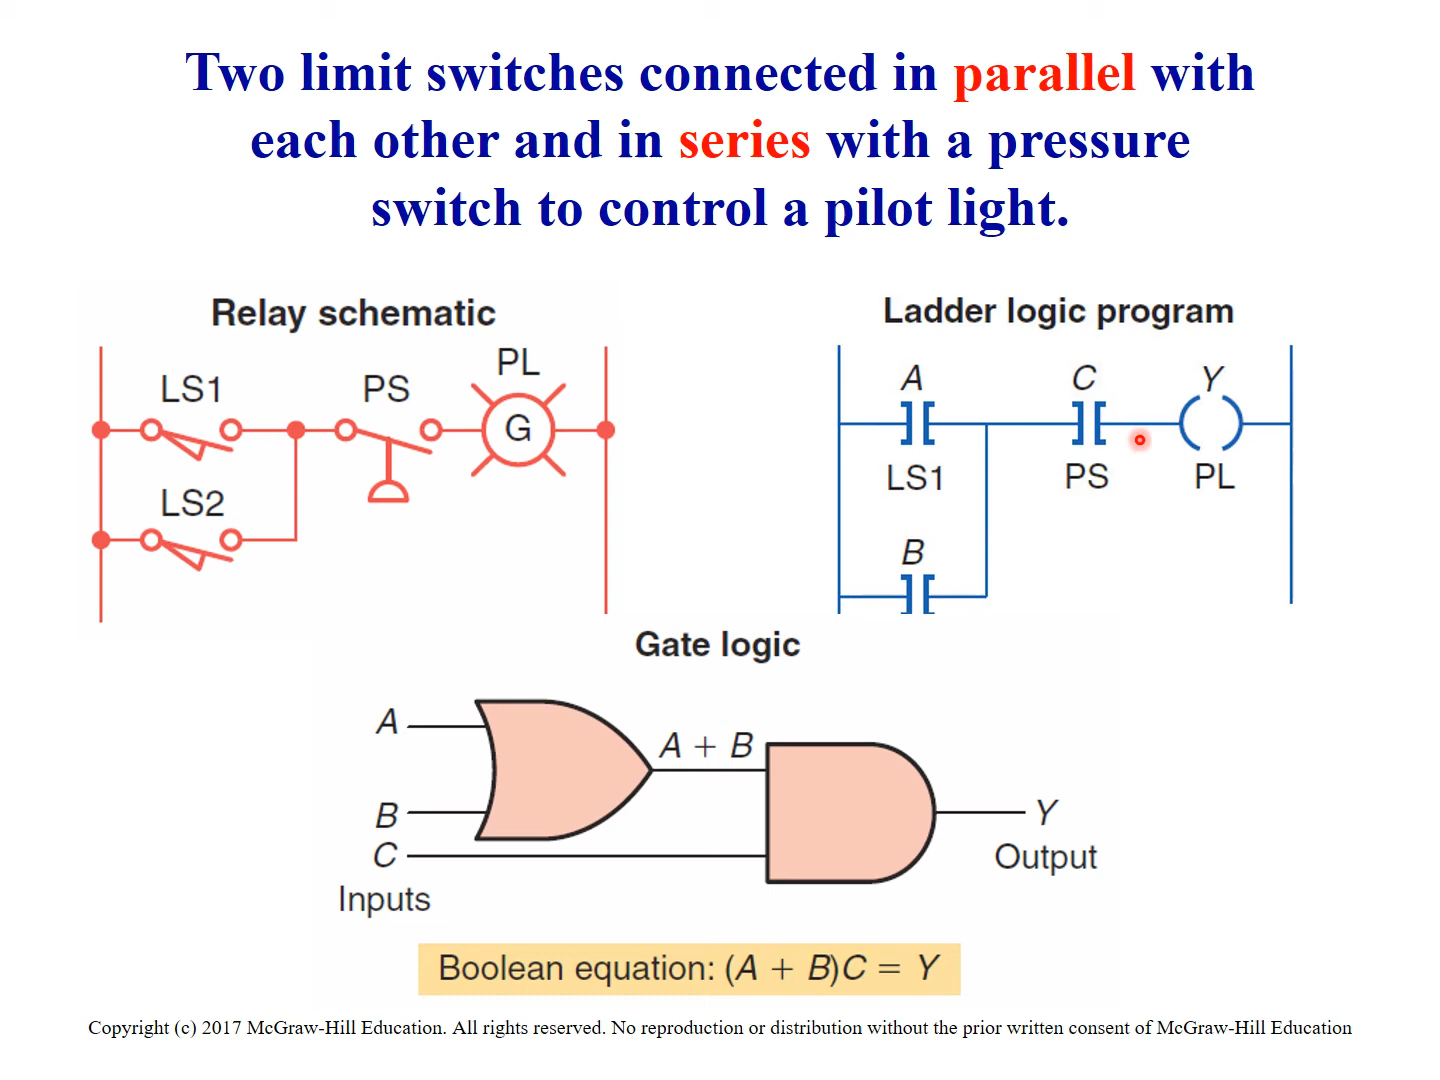 Two limit switches connected in parallel with
each other and in series with a pressure
switch to control a pilot light.
Relay schematic
PL
LS1
PS
G
LS2
Ladder logic program
A
C
Y
LS1
PS
PL
B
Gate logic
A
A + B
B
C
Inputs
Y
Output
Boolean equation: (A + B)C = Y
Copyright (c) 2017 McGraw-Hill Education. All rights reserved. No reproduction or distribution without the prior written consent of McGraw-Hill Education